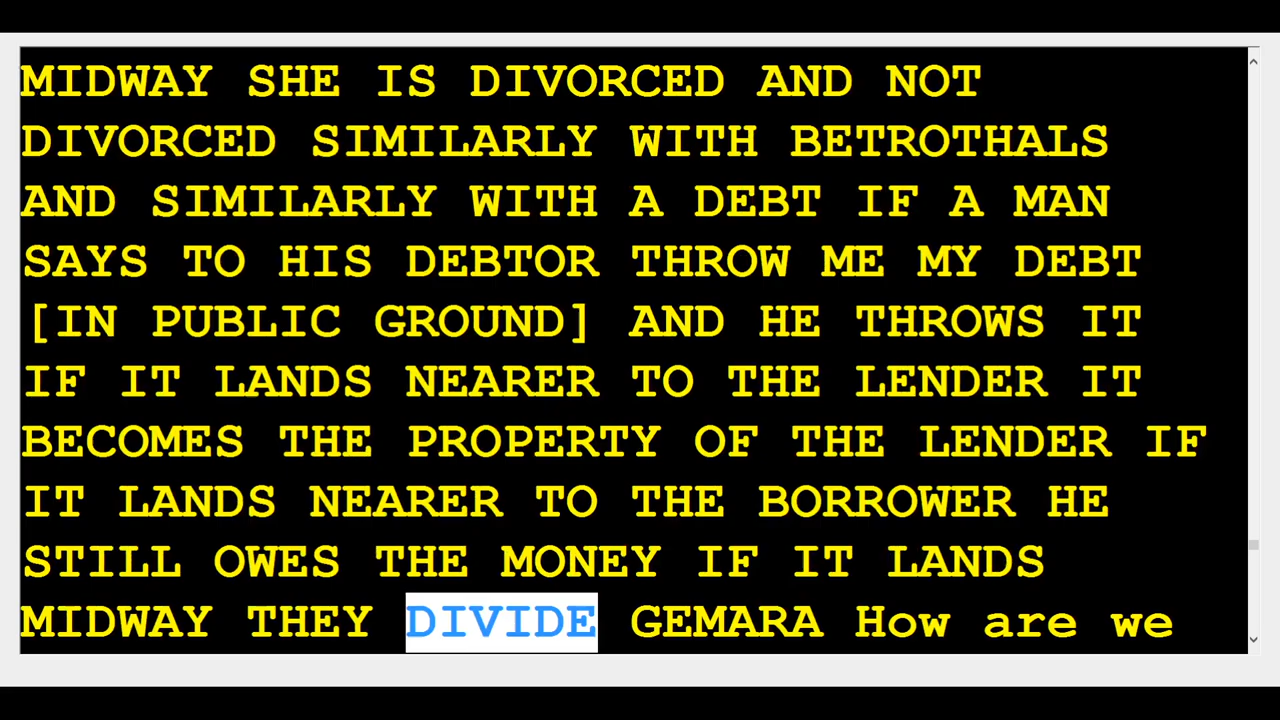 MIDWAY SHE IS DIVORCED AND NOT
DIVORCED SIMILARLY WITH BETROTHALS
AND SIMILARLY WITH A DEBT IF A MAN
SAYS TO HIS DEBTOR THROW ME MY DEBT
[IN PUBLIC GROUND] AND HE THROWS IT
IF IT LANDS NEARER TO THE LENDER IT
BECOMES THE PROPERTY OF THE LENDER IF
IT LANDS NEARER TO THE BORROWER HE
STILL OWES THE MONEY IF IT LANDS
MIDWAY THEY DIVIDE GEMARA How are we